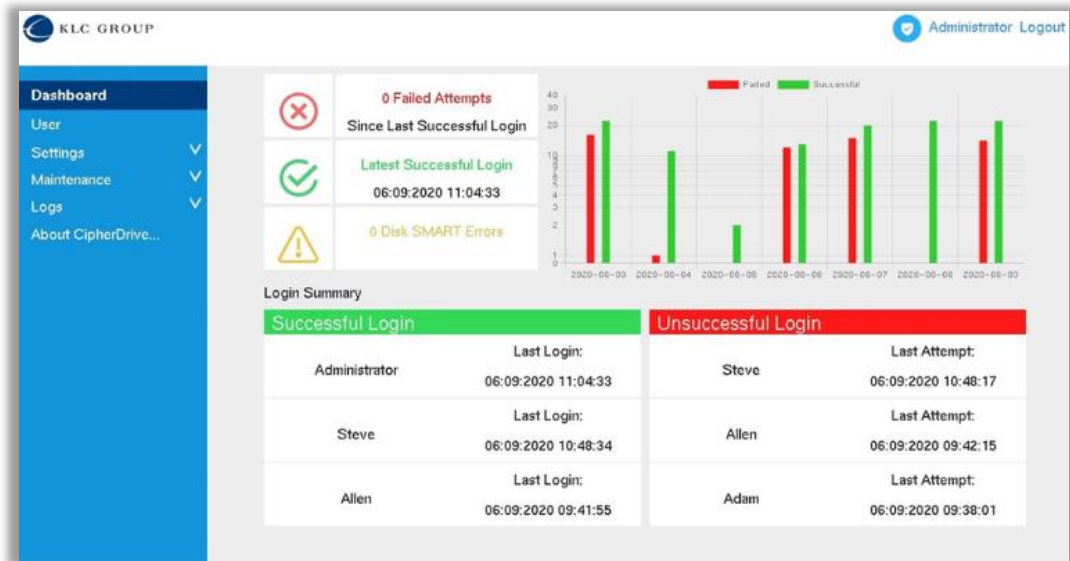 KLC GROUP
Administrator Logout
Dashboard
User
Settings
Maintenance
Logs
About CipherDrive...
0 Failed Attempts
Since Last Successful Login
Latest Successful Login
06:09:2020 11:04:33
0 Disk SMART Errors
Failed Successful
40
30
20
10
4
3
2
1
0
2020-06-03 2020-06-04 2020-06-05 2020-06-06 2020-06-07 2020-06-08
Login Summary
Successful Login
Administrator
Last Login:
06:09:2020 11:04:33
Steve
Last Login:
06:09:2020 10:48:34
Allen
Last Login:
06:09:2020 09:41:55
Unsuccessful Login
Steve
Last Attempt:
06:09:2020 10:48:17
Allen
Last Attempt:
06:09:2020 09:42:15
Adam
Last Attempt:
06:09:2020 09:38:01